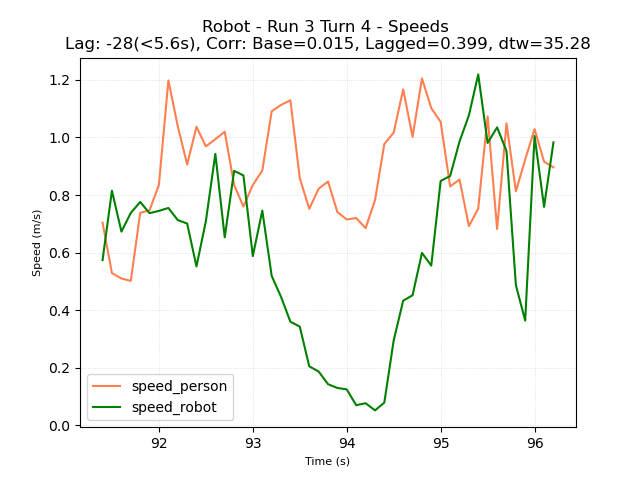 Robot - Run 3 Turn 4 - Speeds
Lag: -28(<5.6s), Corr: Base=0.015, Lagged=0.399, dtw=35.28
1.2
1.0
0.8
0.6
0.4
0.2
0.0
Speed (m/s)
speed_person
speed_robot
92
93
94
95
96
Time (s)